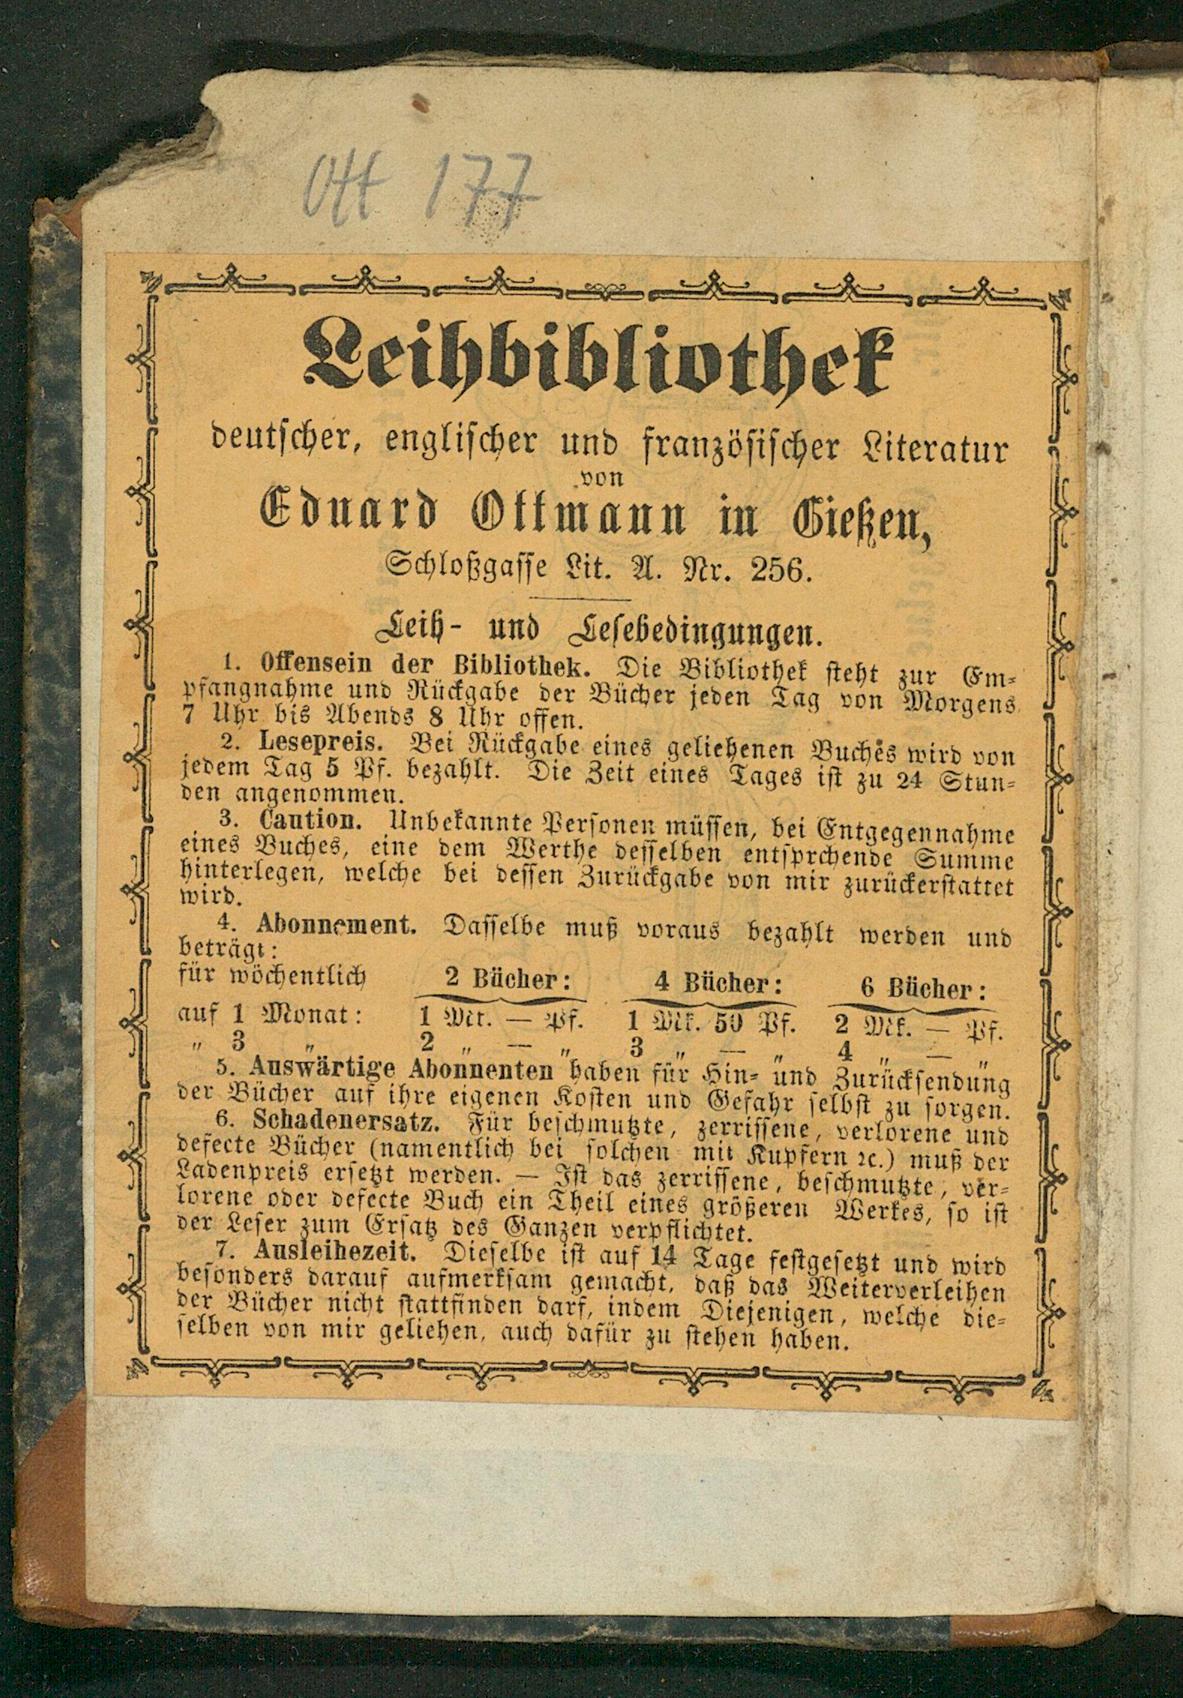 Ott 177
Leihbibliothek
deutscher, englischer und französischer Literatur
von
Eduard Ottmann in Gießen,
Schloßgasse Lit. A. Nr. 256.
Leih- und Lesebedingungen.
1. Offensein der Bibliothek. Die Bibliothek steht zur Em-
pfangnahme und Rückgabe der Bücher jeden Tag von Morgens
7 Uhr bis Abends 8 Uhr offen.
2. Lesepreis. Bei Rückgabe eines geliehenen Buches wird von
jedem Tag 5 Pf. bezahlt. Die Zeit eines Tages ist zu 24 Stun-
den angenommen.
3. Caution. Unbekannte Personen müssen, bei Entgegennahme
eines Buches, eine dem Werthe desselben entsprchende Summe
hinterlegen, welche bei dessen Zurückgabe von mir zurückerstattet
wird.
4. Abonnement. Dasselbe muß voraus bezahlt werden und
beträgt:
für wöchentlich 2 Bücher: 4 Bücher: 6 Bücher:
auf 1 Monat: 1 Mk. — Pf. 1 Mk. 50 Pf. 2 Mk. — Pf.
„ 3 „ 2 „ — „ 3 „ — „ 4 „ — „
5. Auswärtige Abonnenten haben für Hin- und Zurücksendung
der Bücher auf ihre eigenen Kosten und Gefahr selbst zu sorgen.
6. Schadenersatz. Für beschmutzte, zerrissene, verlorene und
defecte Bücher (namentlich bei solchen mit Kupfern ꝛc.) muß der
Ladenpreis ersetzt werden. — Ist das zerrissene, beschmutzte, ver-
lorene oder defecte Buch ein Theil eines größeren Werkes, so ist
der Leser zum Ersatz des Ganzen verpflichtet.
7. Ausleihezeit. Dieselbe ist auf 14 Tage festgesetzt und wird
besonders darauf aufmerksam gemacht, daß das Weiterverleihen
der Bücher nicht stattfinden darf, indem Diejenigen, welche die-
selben von mir geliehen, auch dafür zu stehen haben.